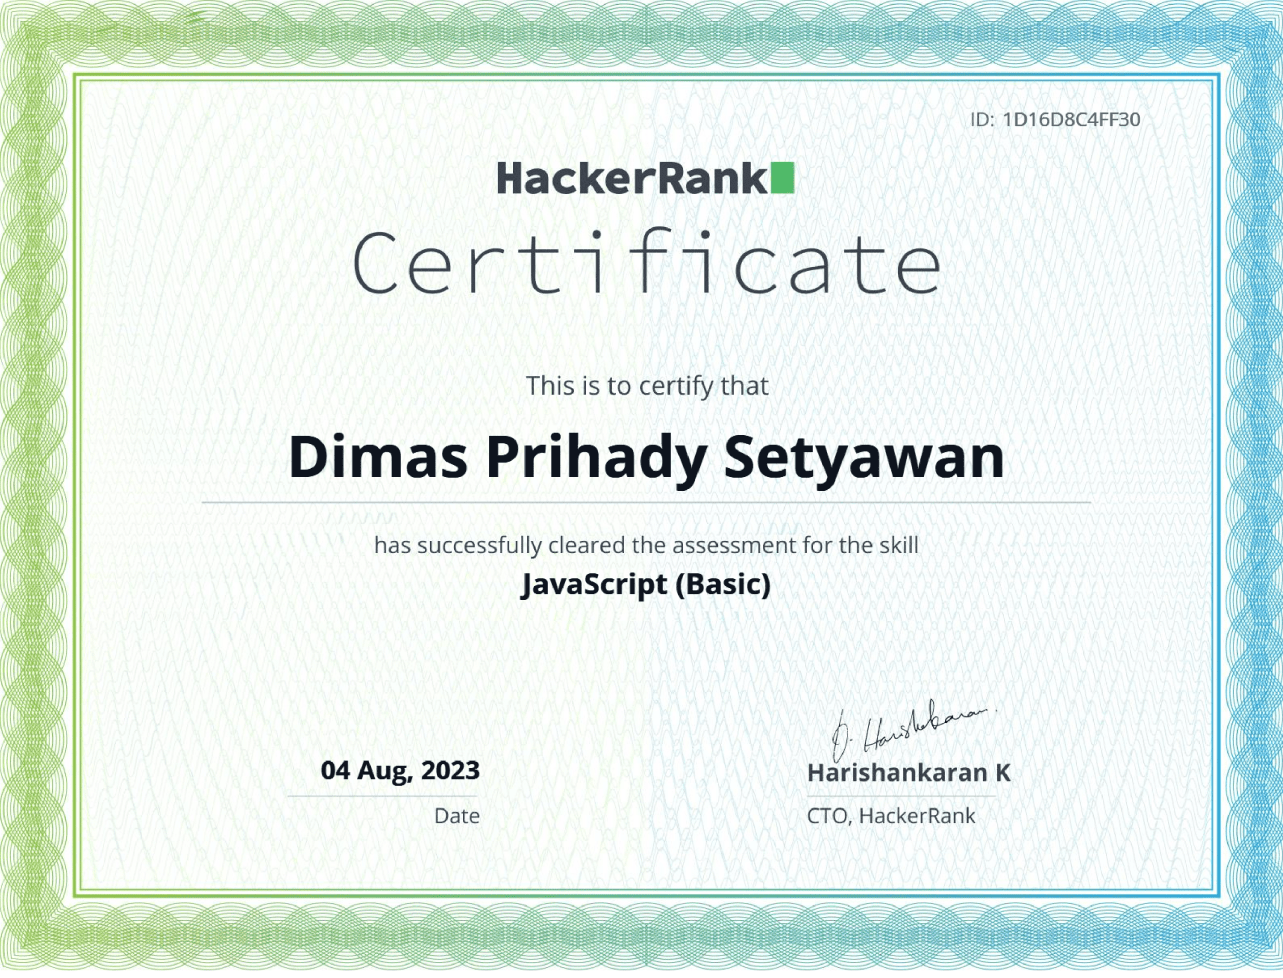 ID: 1D16D8C4FF30
HackerRank
Certificate
This is to certify that
Dimas Prihady Setyawan
has successfully cleared the assessment for the skill
JavaScript (Basic)
04 Aug, 2023
Date
Harishankaran K
CTO, HackerRank